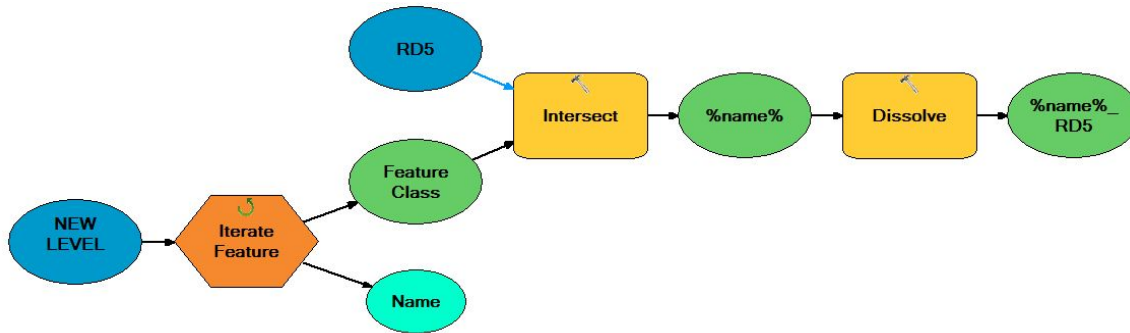 RD5
Intersect
%name%
Dissolve
%name%_
RD5
Feature
Class
NEW
LEVEL
Iterate
Feature
Name